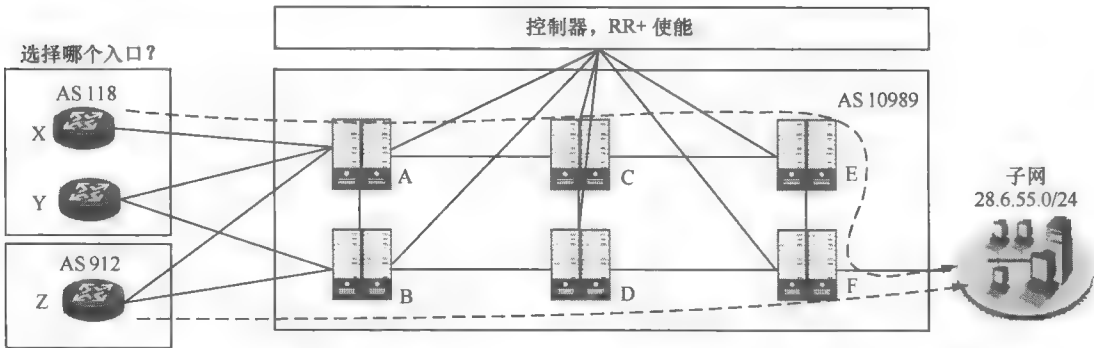 控制器，RR+ 使能
选择哪个入口?
AS 118
X
Y
AS 912
Z
AS 10989
A
C
E
B
D
F
子网
28.6.55.0/24